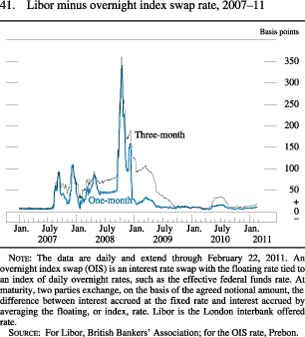 41. Libor minus overnight index swap rate, 2007–11
Basis points
350
300
250
200
150
100
50
+
0
–
Three-month
One-month
Jan. July Jan. July Jan. July Jan. July Jan.
2007 2008 2009 2010 2011
NOTE: The data are daily and extend through February 22, 2011. An
overnight index swap (OIS) is an interest rate swap with the floating rate tied to
an index of daily overnight rates, such as the effective federal funds rate. At
maturity, two parties exchange, on the basis of the agreed notional amount, the
difference between interest accrued at the fixed rate and interest accrued by
averaging the floating, or index, rate. Libor is the London interbank offered
rate.
SOURCE: For Libor, British Bankers' Association; for the OIS rate, Prebon.